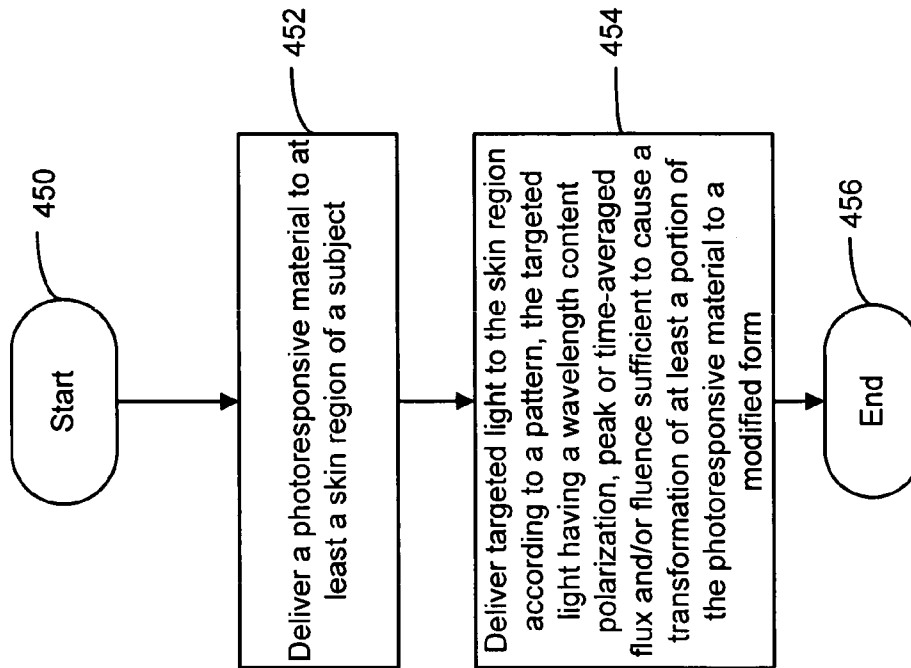 Start
450
Deliver a photoresponsive material to at
least a skin region of a subject
452
Deliver targeted light to the skin region
according to a pattern, the targeted
light having a wavelength content
polarization, peak or time-averaged
flux and/or fluence sufficient to cause a
transformation of at least a portion of
the photoresponsive material to a
modified form
454
End
456